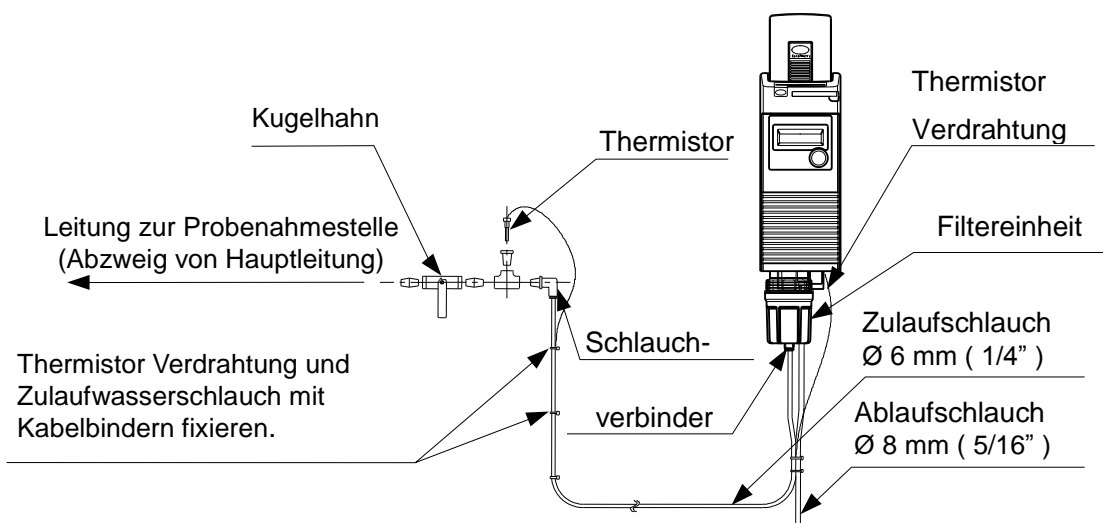 Kugelhahn
Thermistor
Thermistor
Verdrahtung
Leitung zur Probenahmestelle
(Abzweig von Hauptleitung)
Filtereinheit
Schlauch-
verbinder
Zulaufschlauch
Ø 6 mm ( 1/4” )
Thermistor Verdrahtung und
Zulaufwasserschlauch mit
Kabelbindern fixieren.
Ablaufschlauch
Ø 8 mm ( 5/16” )